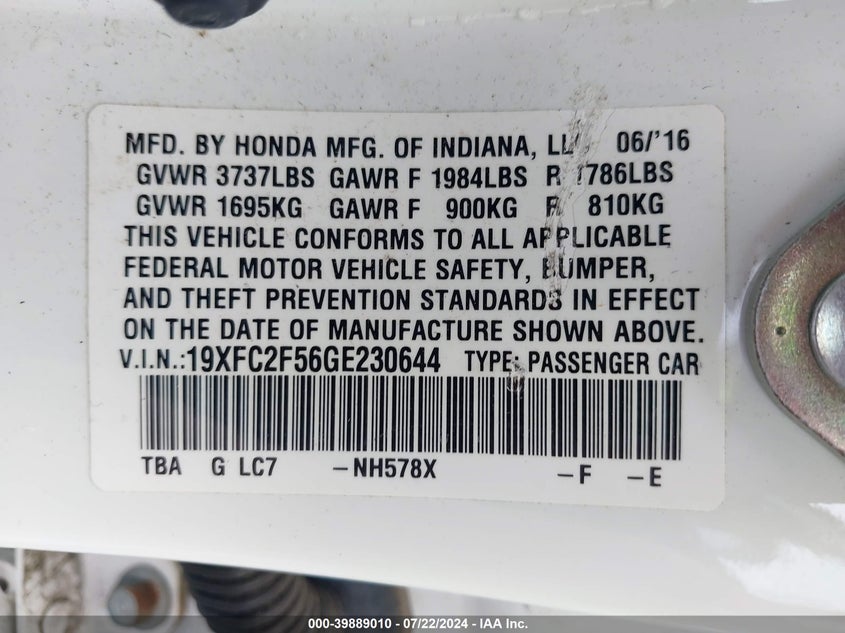 MFD. BY HONDA MFG. OF INDIANA, LL 06/'16
GVWR 3737LBS GAWR F 1984LBS R 1786LBS
GVWR 1695KG GAWR F 900KG R 810KG
THIS VEHICLE CONFORMS TO ALL APPLICABLE
FEDERAL MOTOR VEHICLE SAFETY, BUMPER,
AND THEFT PREVENTION STANDARDS IN EFFECT
ON THE DATE OF MANUFACTURE SHOWN ABOVE.
V.I.N.:19XFC2F56GE230644 TYPE: PASSENGER CAR
TBA G LC7 -NH578X -F -E
000-39889010 - 07/22/2024 - IAA Inc.